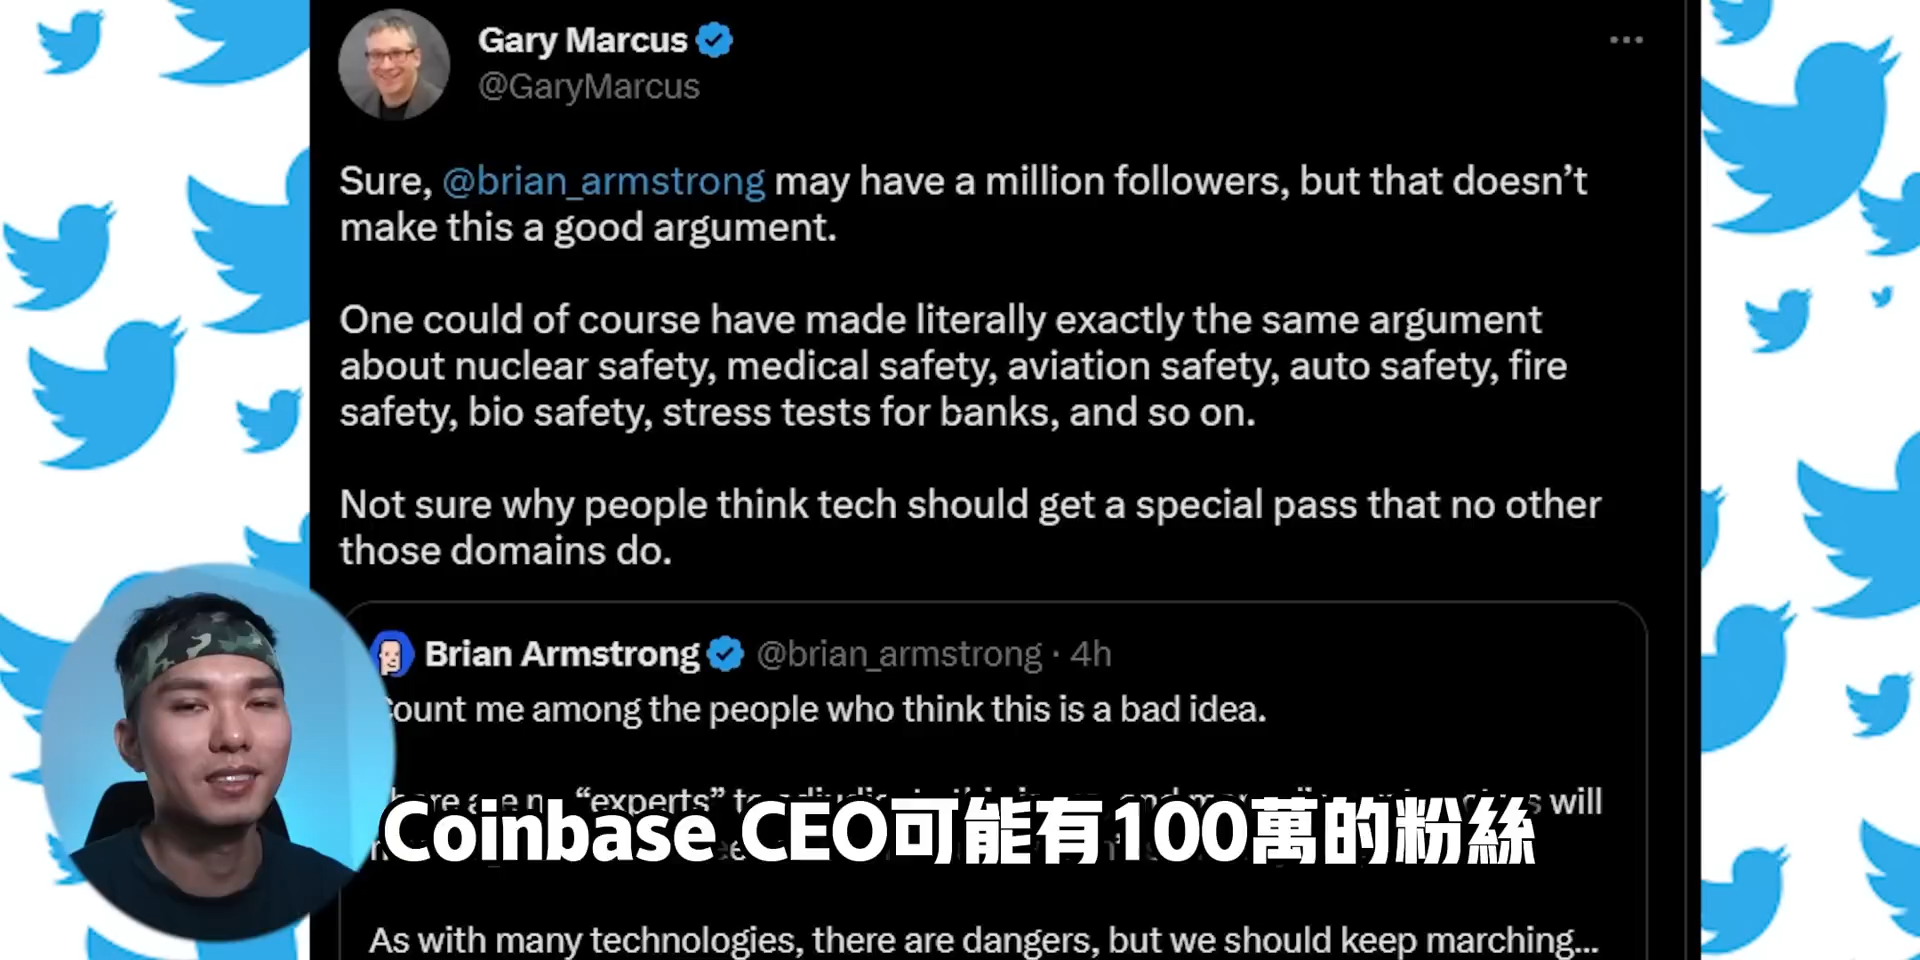 Gary Marcus
@GaryMarcus
Sure, @brian_armstrong may have a million followers, but that doesn’t
make this a good argument.
One could of course have made literally exactly the same argument
about nuclear safety, medical safety, aviation safety, auto safety, fire
safety, bio safety, stress tests for banks, and so on.
Not sure why people think tech should get a special pass that no other
those domains do.
Brian Armstrong @brian_armstrong · 4h
ount me among the people who think this is a bad idea.
“experts” will
Coinbase CEO可能有100萬的粉絲
As with many technologies, there are dangers, but we should keep marching...